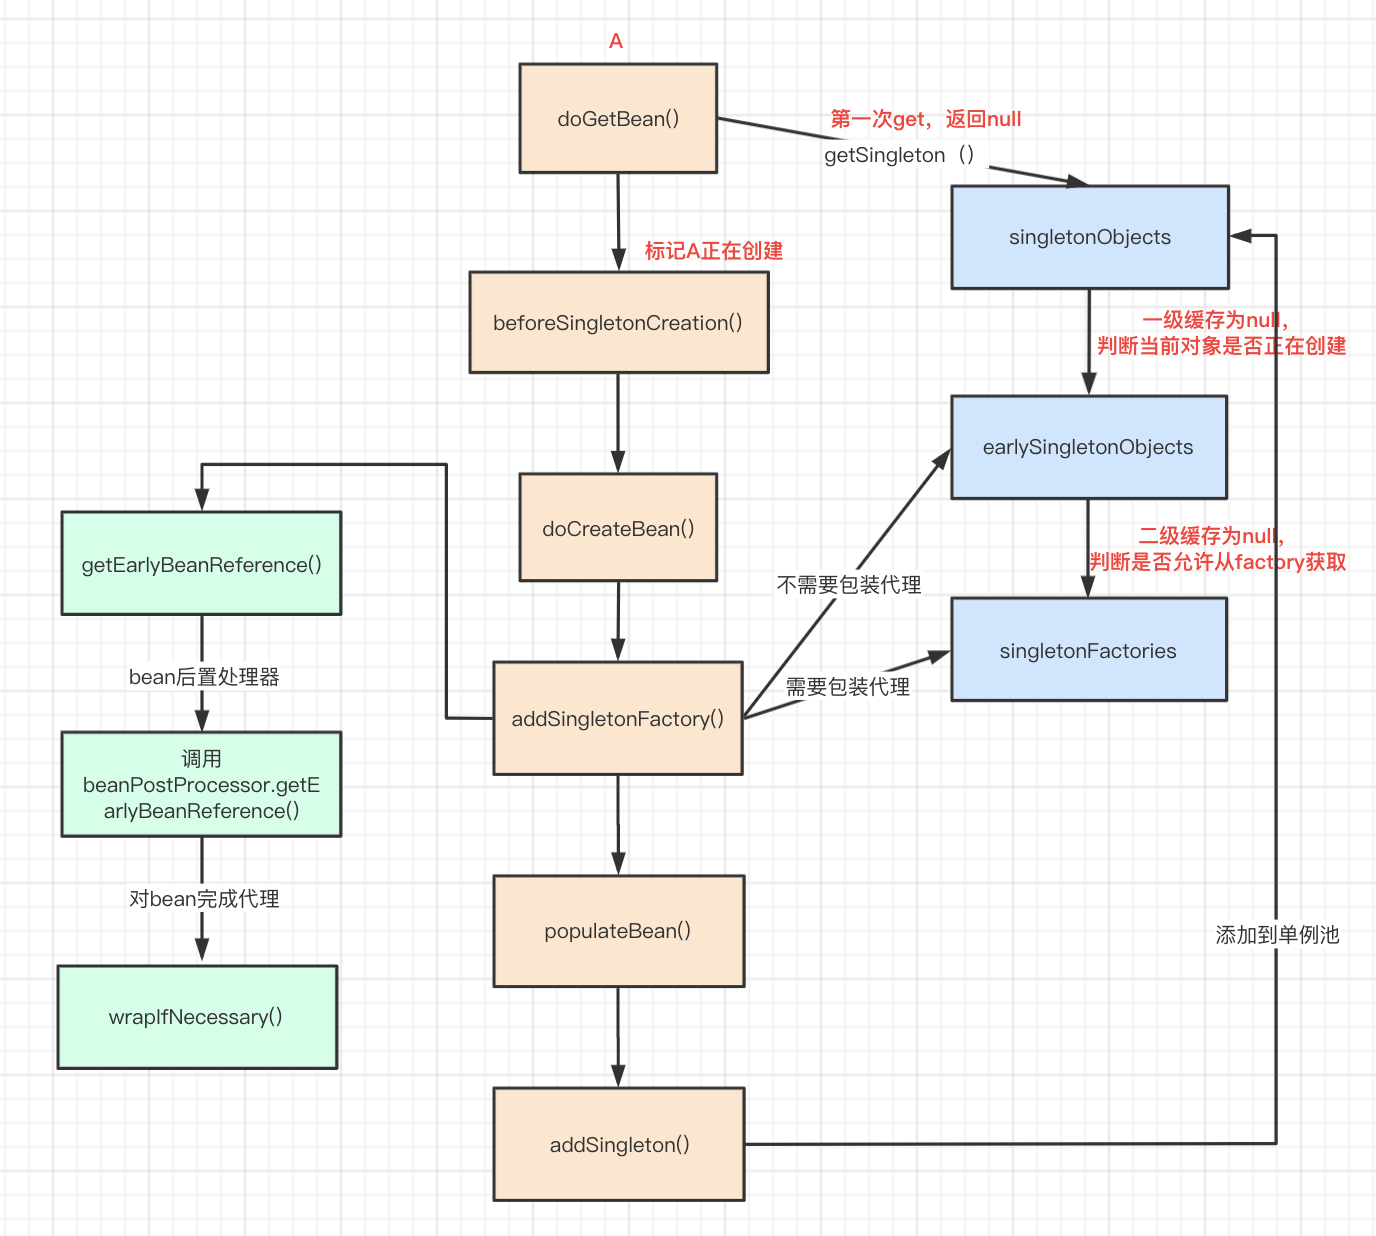 A
doGetBean()
第一次get，返回null
getSingleton（）
singletonObjects
标记A正在创建
beforeSingletonCreation()
一级缓存为null，
判断当前对象是否正在创建
earlySingletonObjects
doCreateBean()
getEarlyBeanReference()
二级缓存为null，
判断是否允许从factory获取
不需要包装代理
singletonFactories
需要包装代理
bean后置处理器
addSingletonFactory()
调用
beanPostProcessor.getE
arlyBeanReference()
对bean完成代理
populateBean()
添加到单例池
wrapIfNecessary()
addSingleton()